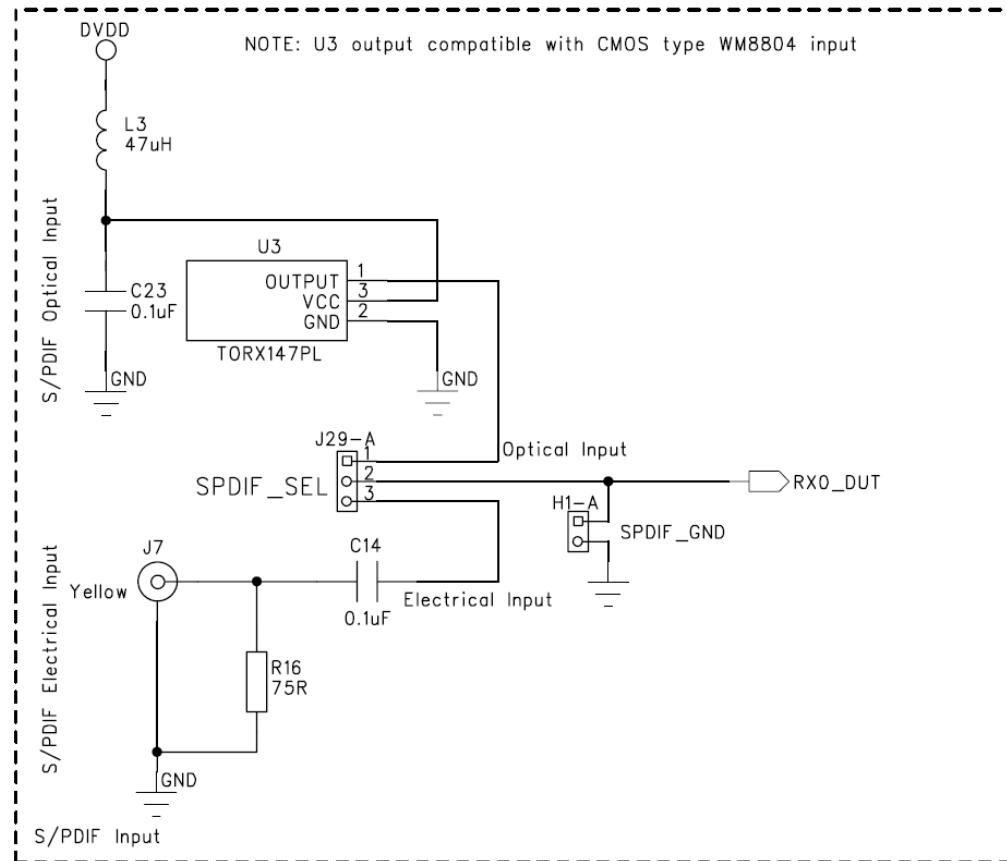 DVDD
NOTE: U3 output compatible with CMOS type WM8804 input
L3
47uH
S/PDIF Optical Input
U3
OUTPUT 1
VCC 3
GND 2
TORX147PL
C23
0.1uF
GND
GND
J29-A
1
2
3
SPDIF_SEL
Optical Input
RX0_DUT
H1-A
SPDIF_GND
S/PDIF Electrical Input
J7
Yellow
C14
0.1uF
Electrical Input
R16
75R
GND
S/PDIF Input